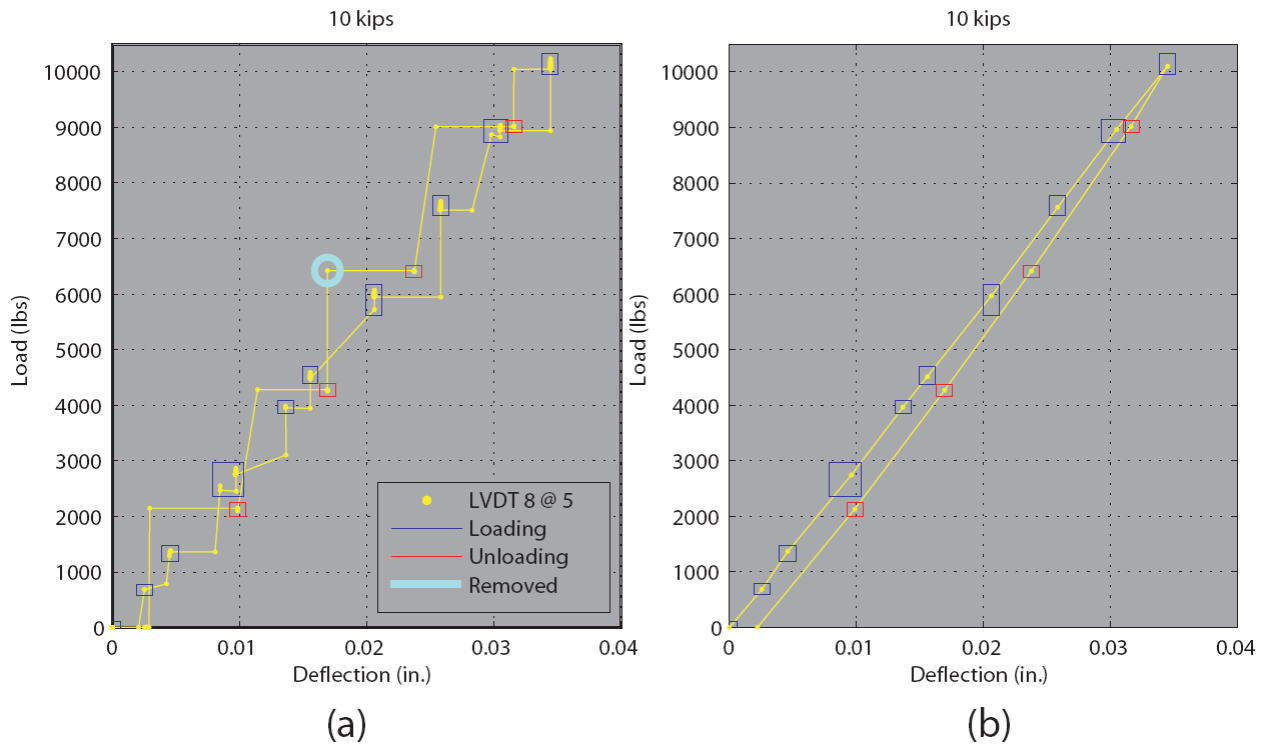 10 kips
10000
9000
8000
7000
6000
5000
4000
3000
2000
1000
0
Load (lbs)
0 0.01 0.02 0.03 0.04
Deflection (in.)
LVDT 8 @ 5
Loading
Unloading
Removed
(a)
10 kips
10000
9000
8000
7000
6000
5000
4000
3000
2000
1000
0
Load (lbs)
0 0.01 0.02 0.03 0.04
Deflection (in.)
(b)